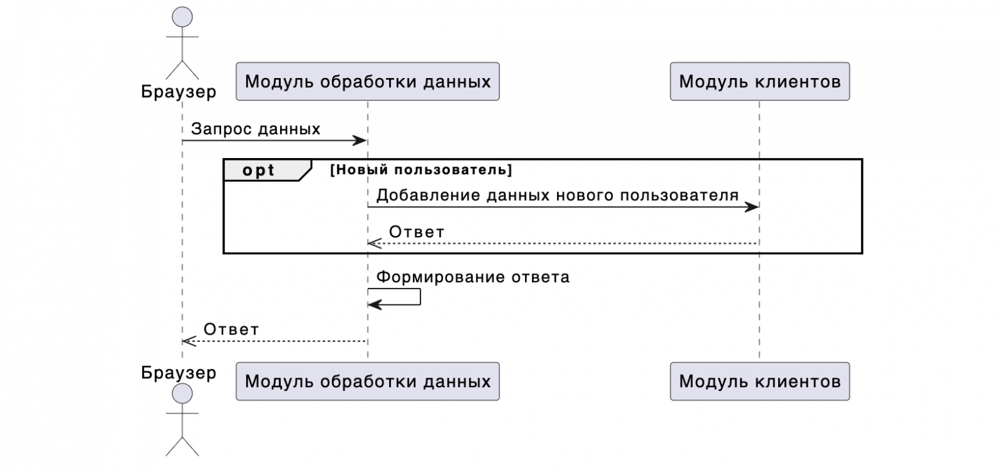 Браузер
Модуль обработки данных
Модуль клиентов
Запрос данных
opt
[Новый пользователь]
Добавление данных нового пользователя
Ответ
Формирование ответа
Ответ
Браузер
Модуль обработки данных
Модуль клиентов